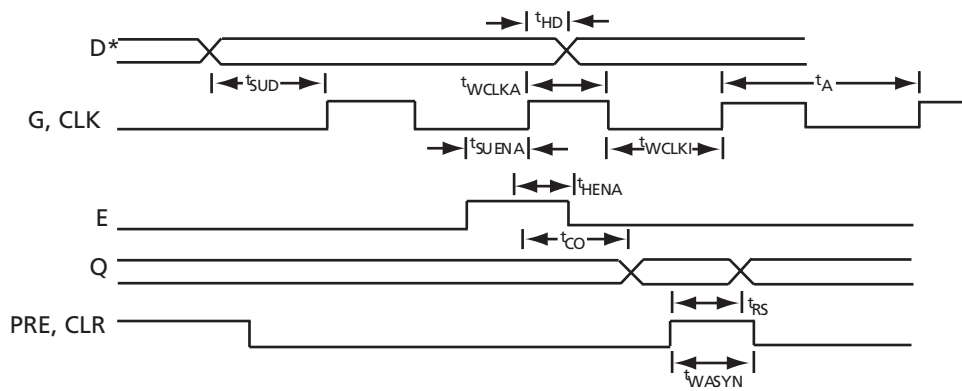 tHD
D*
tSUD
tWCLKA
tA
G, CLK
tSUENA
tWCLKI
tHENA
E
tCO
Q
tRS
PRE, CLR
tWASYN